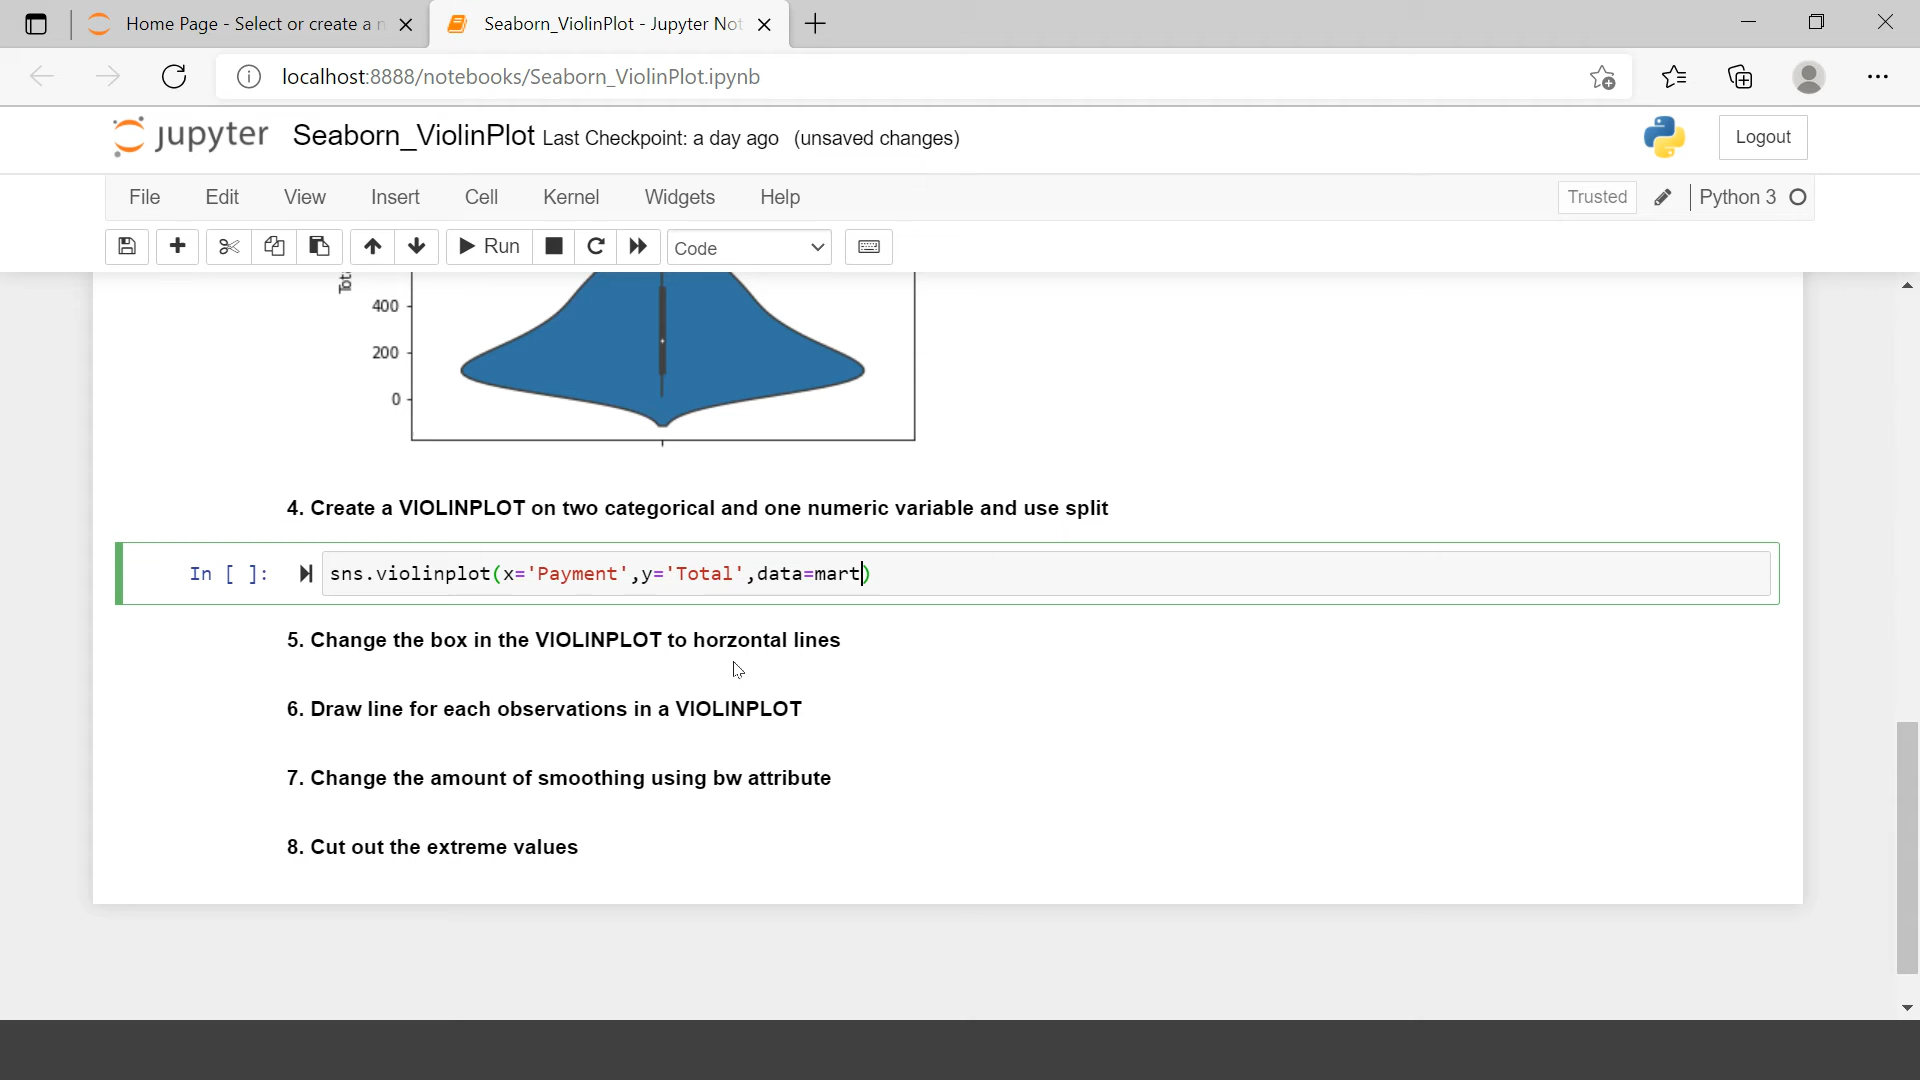 Home Page - Select or create a n
Seaborn_ViolinPlot - Jupyter Not
localhost:8888/notebooks/Seaborn_ViolinPlot.ipynb
jupyter Seaborn_ViolinPlot Last Checkpoint: a day ago (unsaved changes)
Logout
File Edit View Insert Cell Kernel Widgets Help
Trusted Python 3
Run Code
400
200
0
4. Create a VIOLINPLOT on two categorical and one numeric variable and use split
In [ ]: sns.violinplot(x='Payment',y='Total',data=mart)
5. Change the box in the VIOLINPLOT to horzontal lines
6. Draw line for each observations in a VIOLINPLOT
7. Change the amount of smoothing using bw attribute
8. Cut out the extreme values